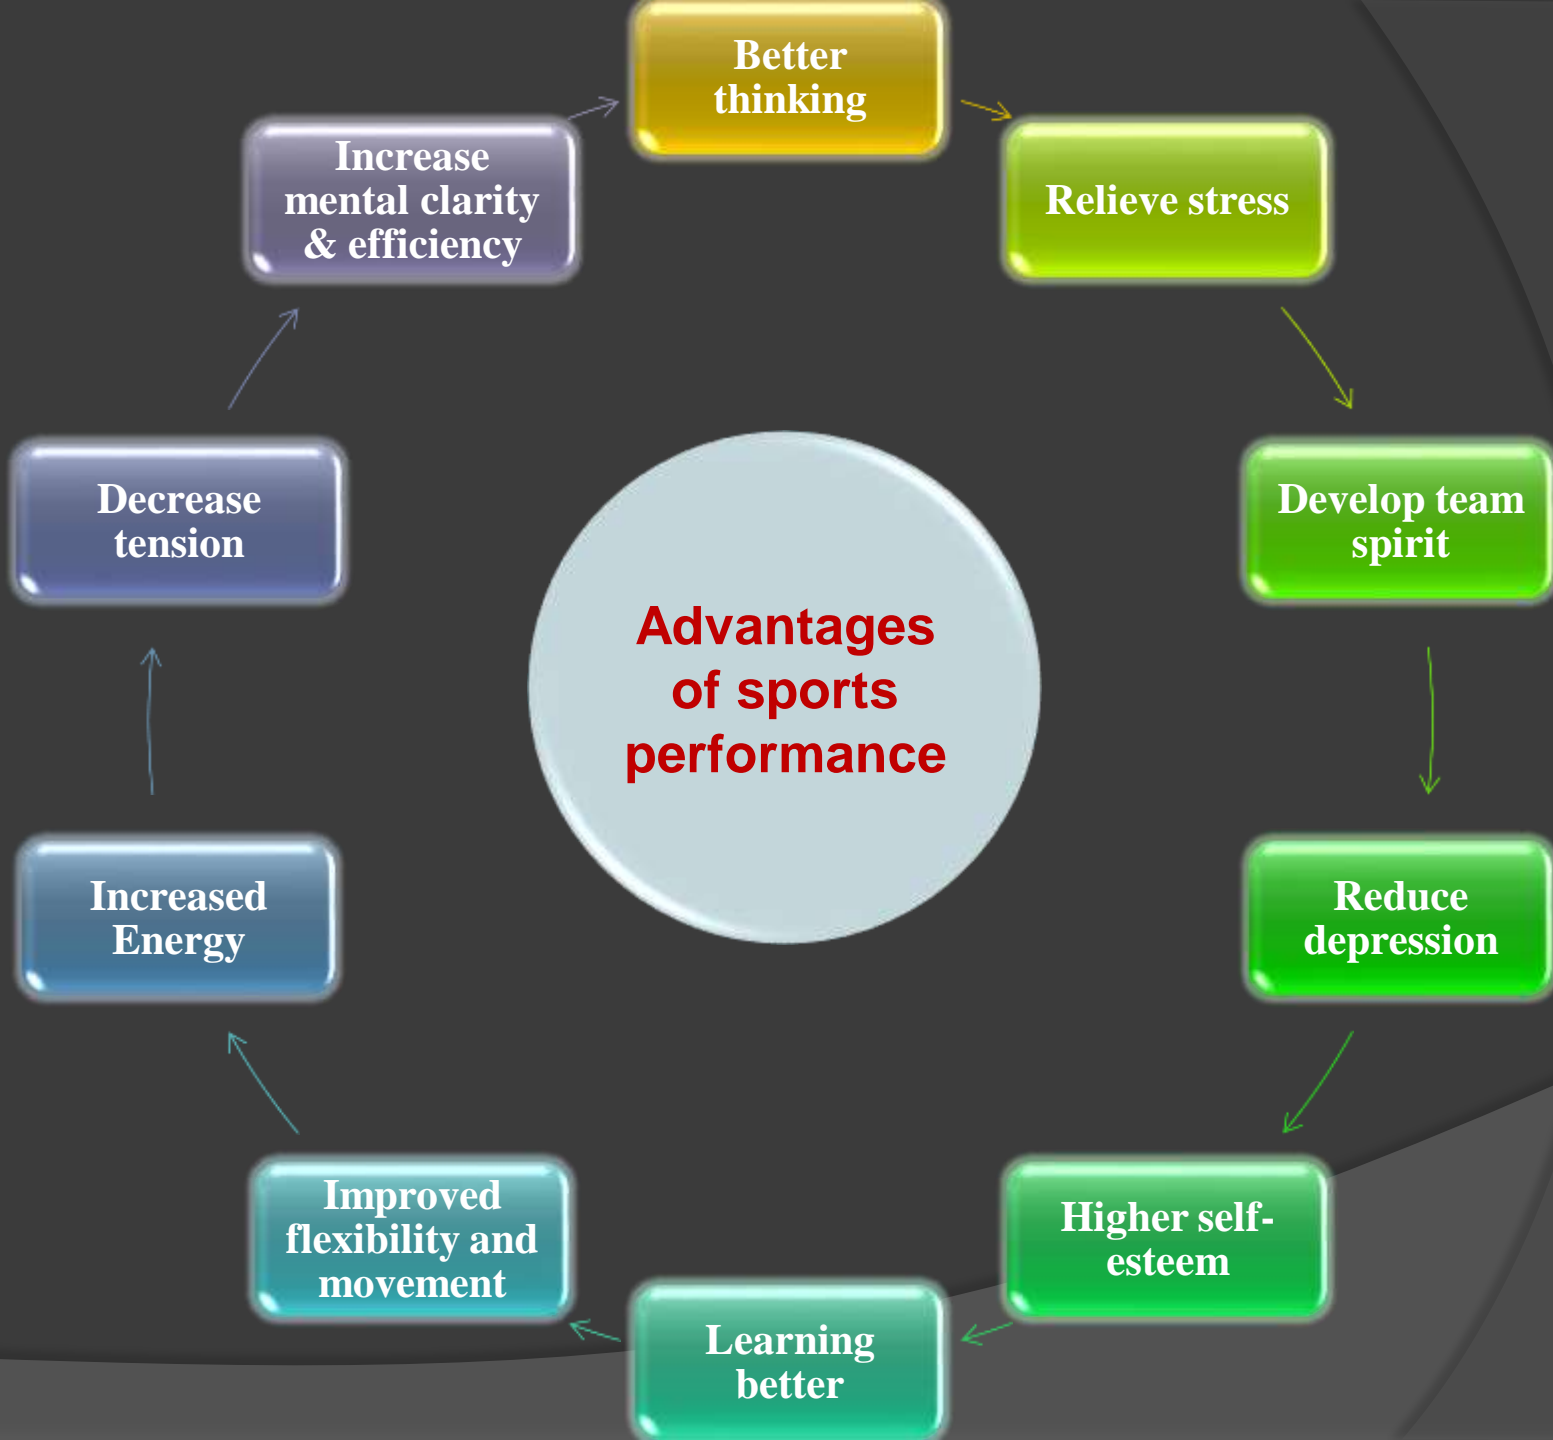 Better
thinking
Relieve stress
Develop team
spirit
Reduce
depression
Higher self-
esteem
Learning
better
Improved
flexibility and
movement
Increased
Energy
Decrease
tension
Increase
mental clarity
& efficiency
Advantages
of sports
performance